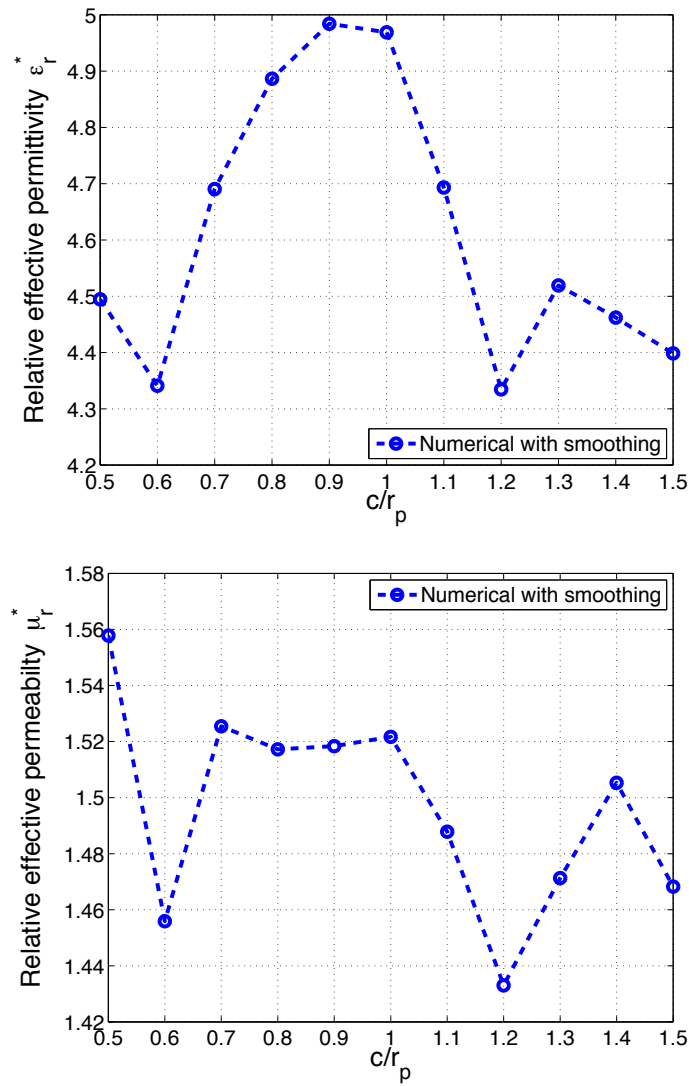 5
4.9
4.8
4.7
4.6
4.5
4.4
4.3
4.2
Relative effective permittivity ε_r^*
Numerical with smoothing
0.5 0.6 0.7 0.8 0.9 1 1.1 1.2 1.3 1.4 1.5
c/r_p
1.58
1.56
1.54
1.52
1.5
1.48
1.46
1.44
1.42
Relative effective permeabilty μ_r^*
Numerical with smoothing
0.5 0.6 0.7 0.8 0.9 1 1.1 1.2 1.3 1.4 1.5
c/r_p